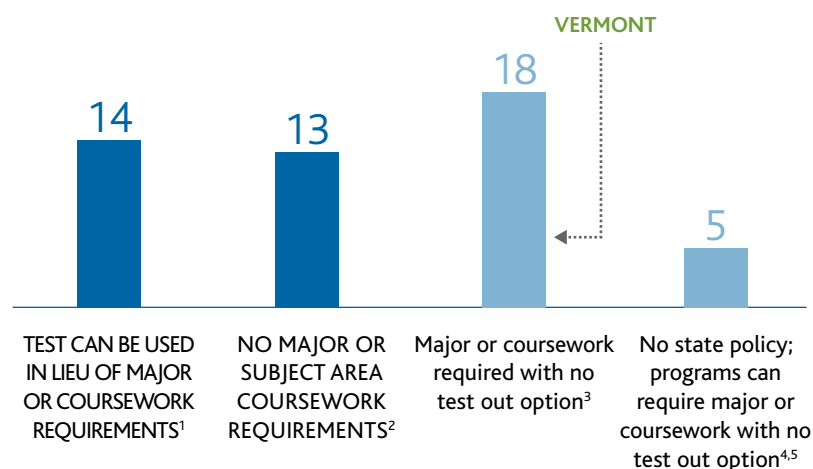 VERMONT
14
13
18
5
TEST CAN BE USED
IN LIEU OF MAJOR
OR COURSEWORK
REQUIREMENTS¹
NO MAJOR OR
SUBJECT AREA
COURSEWORK
REQUIREMENTS²
Major or coursework
required with no
test out option³
No state policy;
programs can
require major or
coursework with no
test out option⁴,⁵